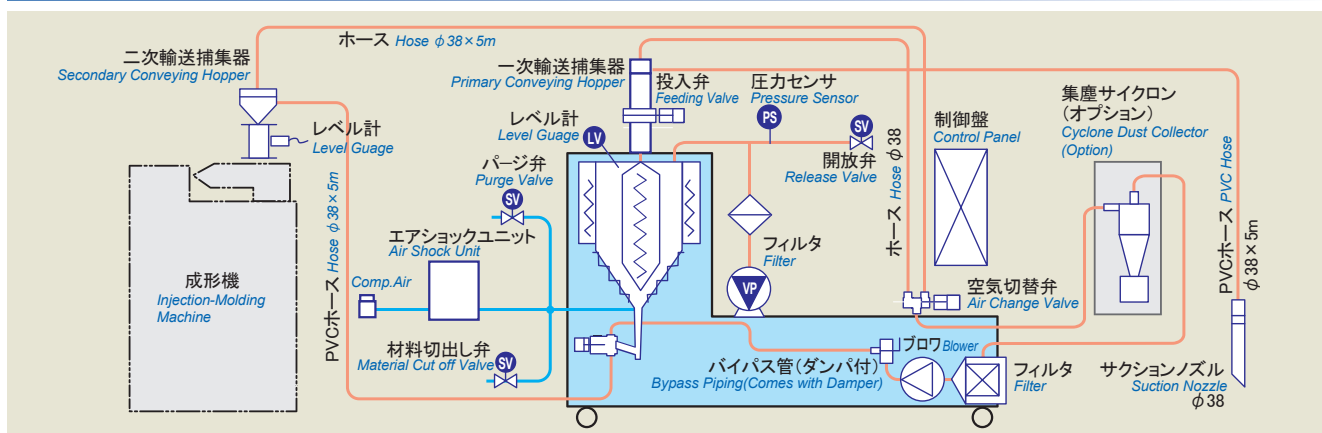 ホース Hose φ38×5m
二次輸送捕集器
Secondary Conveying Hopper
レベル計
Level Guage
一次輸送捕集器
Primary Conveying Hopper
投入弁
Feeding Valve
圧力センサ
Pressure Sensor
レベル計
Level Guage
LV
PS
SV
開放弁
Release Valve
制御盤
Control Panel
集塵サイクロン
(オプション)
Cyclone Dust Collector
(Option)
パージ弁
Purge Valve
SV
エアショックユニット
Air Shock Unit
Comp.Air
成形機
Injection-Molding
Machine
PVCホース Hose φ38×5m
材料切出し弁
Material Cut off Valve
SV
フィルタ
Filter
VP
ホース Hose φ38
空気切替弁
Air Change Valve
PVCホース PVC Hose
φ38×5m
ブロワ Blower
バイパス管(ダンパ付)
Bypass Piping(Comes with Damper)
フィルタ
Filter
サクションノズル
Suction Nozzle
φ38